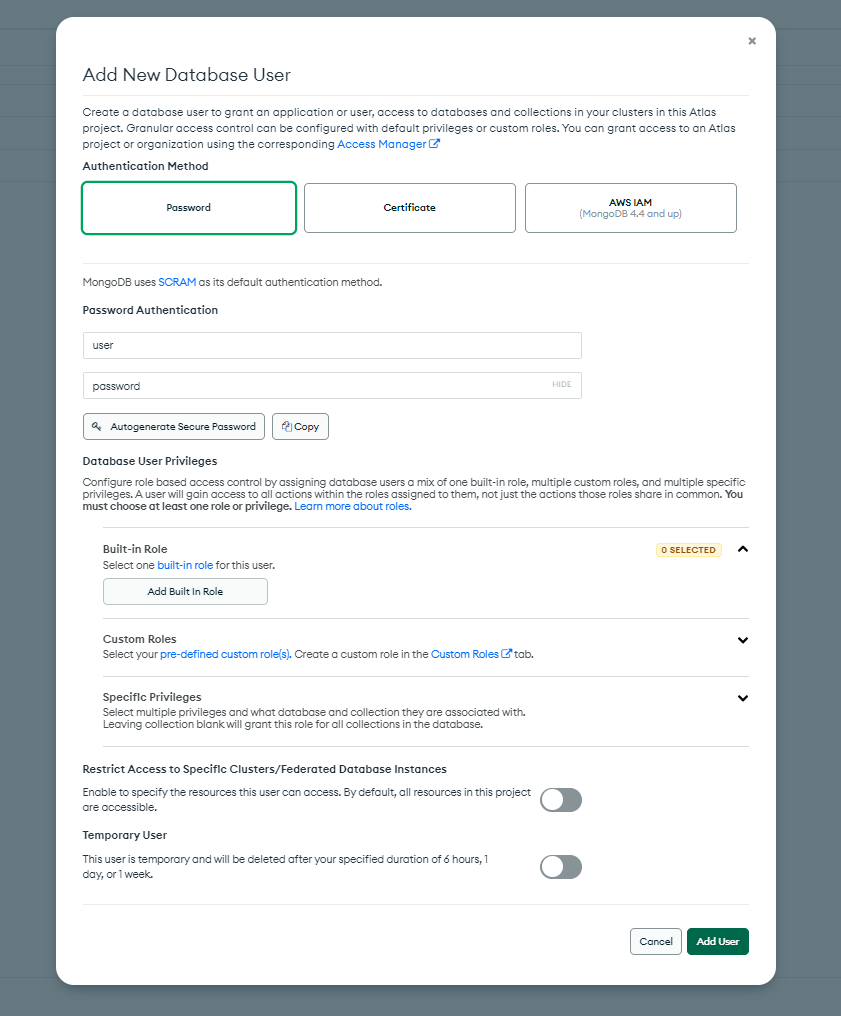 ×
Add New Database User
Create a database user to grant an application or user, access to databases and collections in your clusters in this Atlas
project. Granular access control can be configured with default privileges or custom roles. You can grant access to an Atlas
project or organization using the corresponding Access Manager
Authentication Method
Password
Certificate
AWS IAM
(MongoDB 4.4 and up)
MongoDB uses SCRAM as its default authentication method.
Password Authentication
user
password
HIDE
Autogenerate Secure Password
Copy
Database User Privileges
Configure role based access control by assigning database users a mix of one built-in role, multiple custom roles, and multiple specific
privileges. A user will gain access to all actions within the roles assigned to them, not just the actions those roles share in common. You
must choose at least one role or privilege. Learn more about roles.
Built-in Role
0 SELECTED
Select one built-in role for this user.
Add Built In Role
Custom Roles
Select your pre-defined custom role(s). Create a custom role in the Custom Roles tab.
Specific Privileges
Select multiple privileges and what database and collection they are associated with.
Leaving collection blank will grant this role for all collections in the database.
Restrict Access to Specific Clusters/Federated Database Instances
Enable to specify the resources this user can access. By default, all resources in this project
are accessible.
Temporary User
This user is temporary and will be deleted after your specified duration of 6 hours, 1
day, or 1 week.
Cancel
Add User